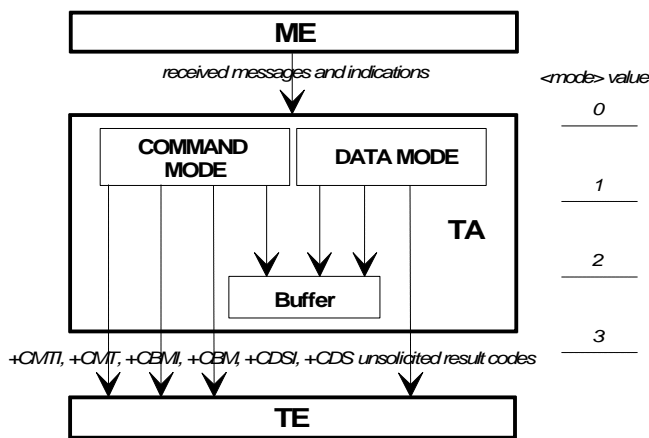 ME
received messages and indications
<mode> value
0
COMMAND
MODE
DATA MODE
1
TA
2
Buffer
3
+CMTI, +CMT, +CBMI, +CBM, +CDSI, +CDS unsolicited result codes
TE